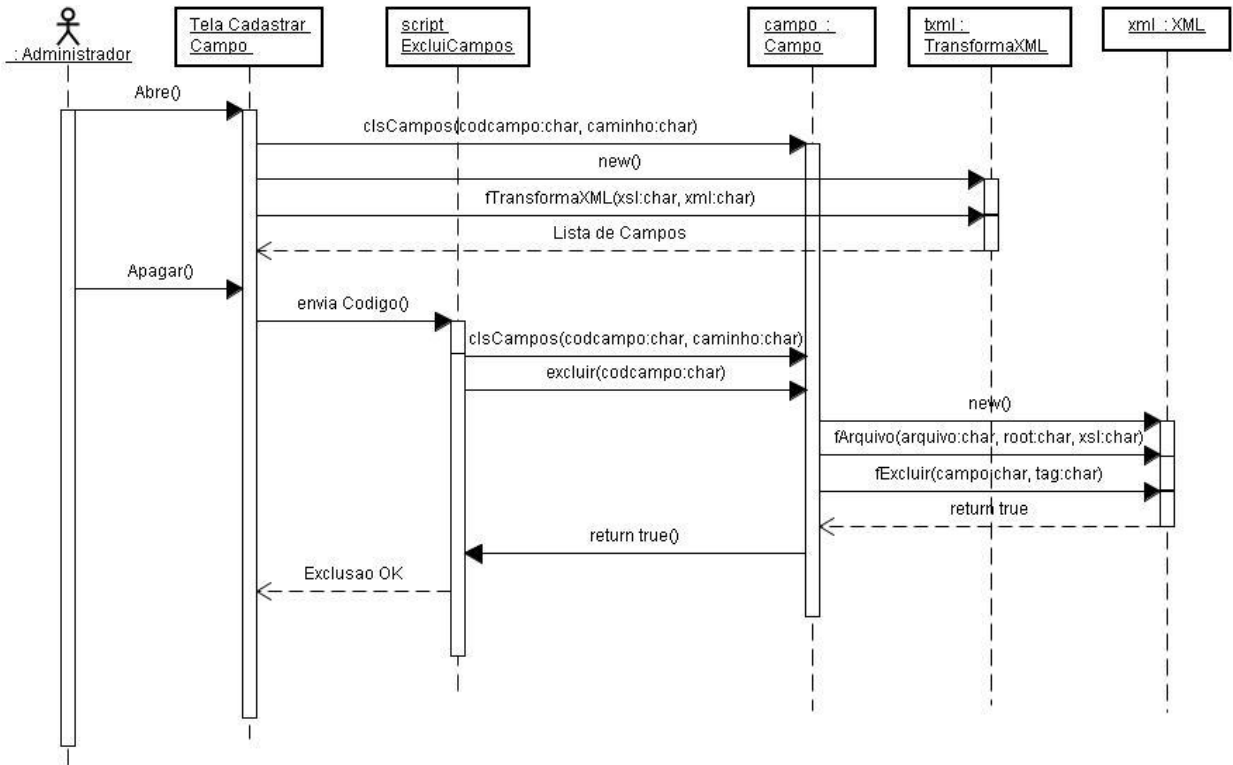 : Administrador
Tela Cadastrar
Campo
script
ExcluiCampos
campo :
Campo
txml :
TransformaXML
xml : XML
Abre()
clsCampos(codcampo:char, caminho:char)
new()
fTransformaXML(xsl:char, xml:char)
Lista de Campos
Apagar()
envia Codigo()
clsCampos(codcampo:char, caminho:char)
excluir(codcampo:char)
new()
fArquivo(arquivo:char, root:char, xsl:char)
fExcluir(campo:char, tag:char)
return true
return true()
Exclusao OK